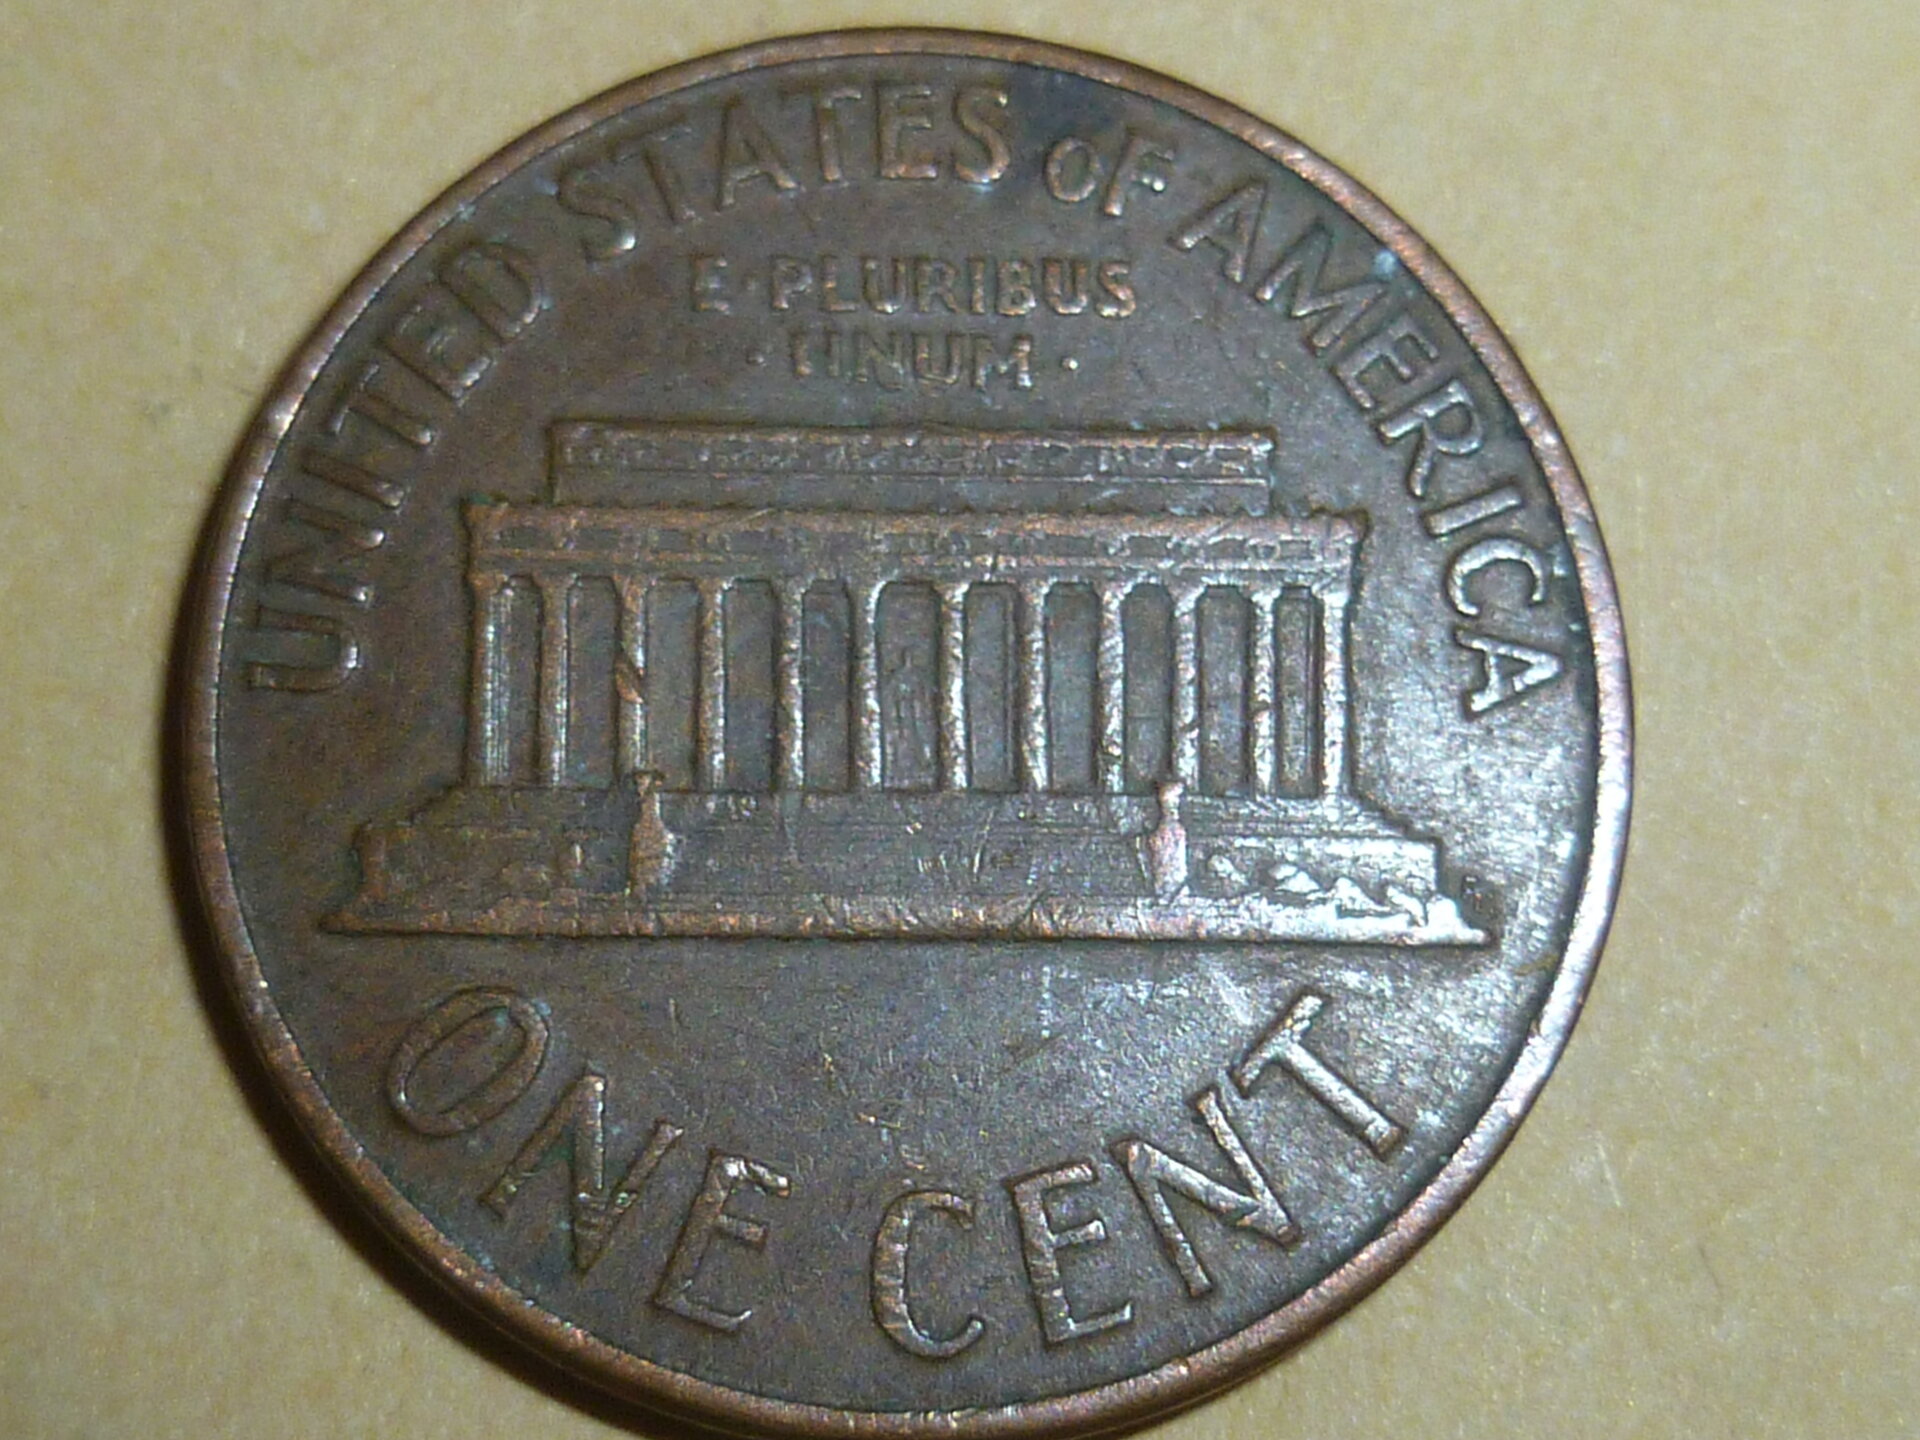 UNITED STATES OF AMERICA
E · PLURIBUS
· UNUM ·
ONE CENT